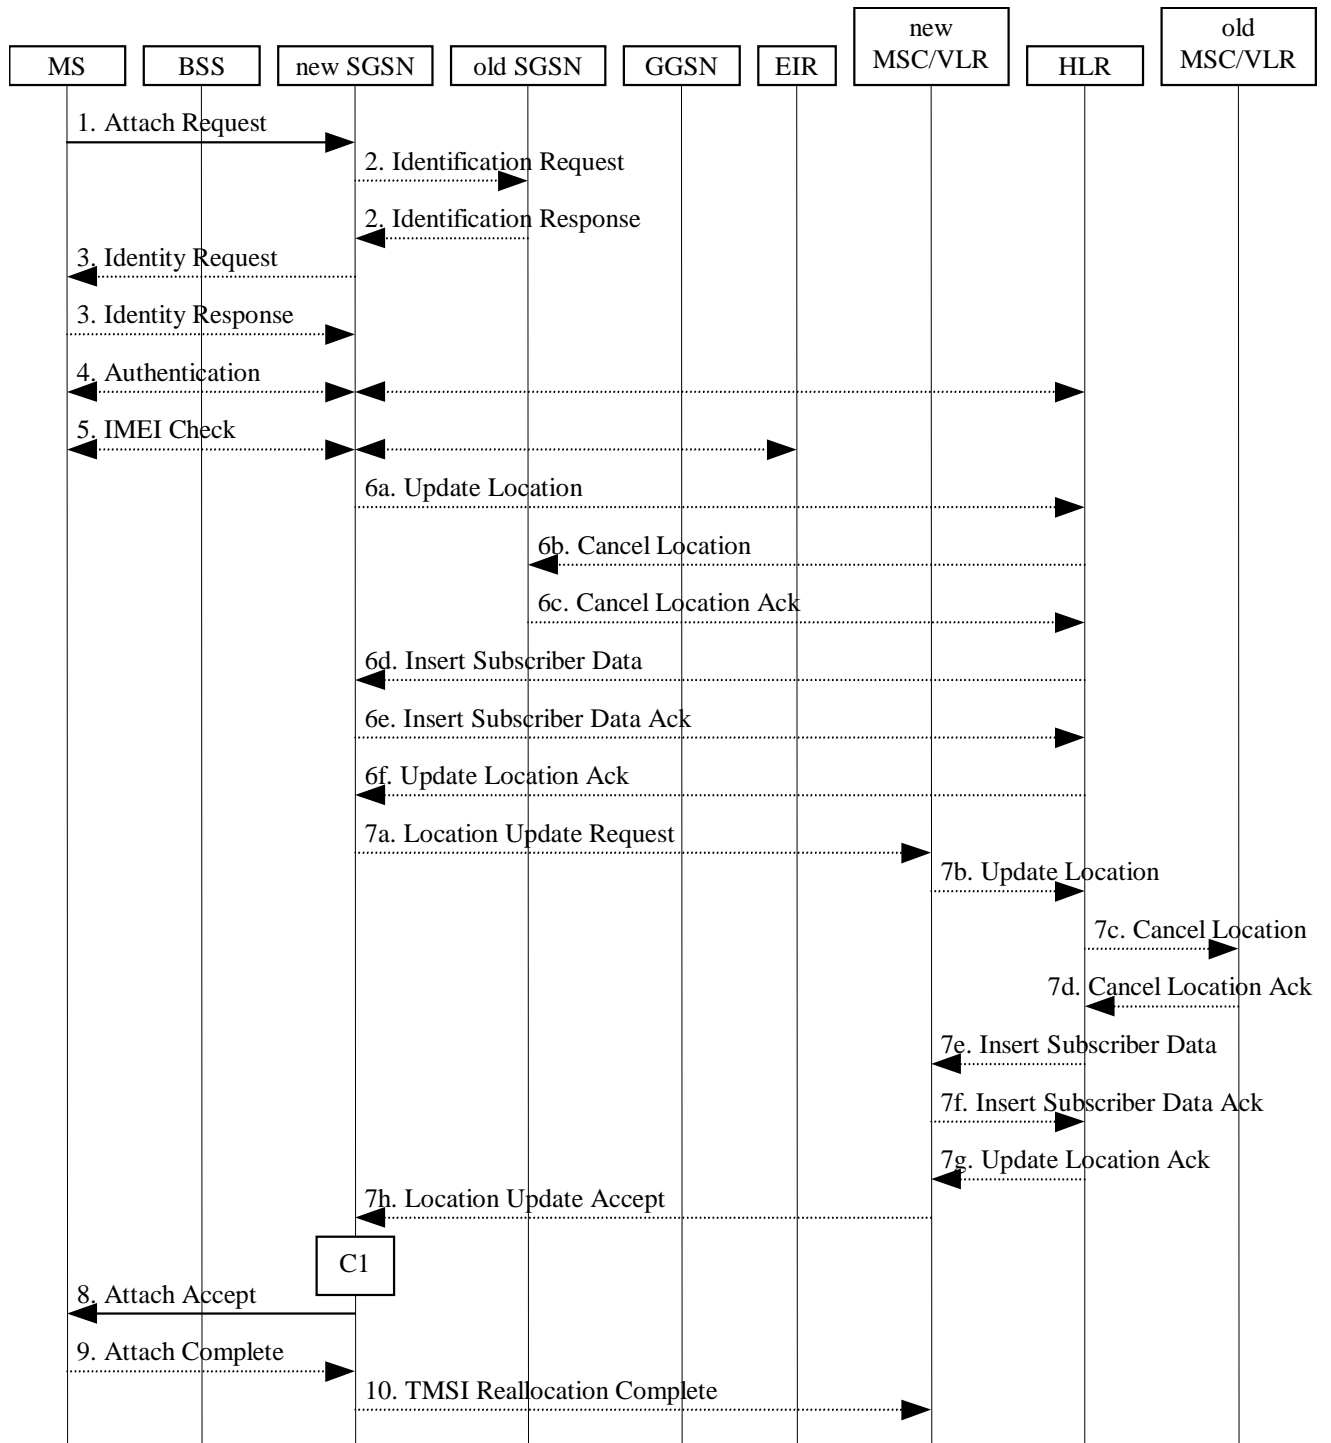 MS
BSS
new SGSN
old SGSN
GGSN
EIR
new
MSC/VLR
HLR
old
MSC/VLR
1. Attach Request
2. Identification Request
2. Identification Response
3. Identity Request
3. Identity Response
4. Authentication
5. IMEI Check
6a. Update Location
6b. Cancel Location
6c. Cancel Location Ack
6d. Insert Subscriber Data
6e. Insert Subscriber Data Ack
6f. Update Location Ack
7a. Location Update Request
7b. Update Location
7c. Cancel Location
7d. Cancel Location Ack
7e. Insert Subscriber Data
7f. Insert Subscriber Data Ack
7g. Update Location Ack
7h. Location Update Accept
C1
8. Attach Accept
9. Attach Complete
10. TMSI Reallocation Complete